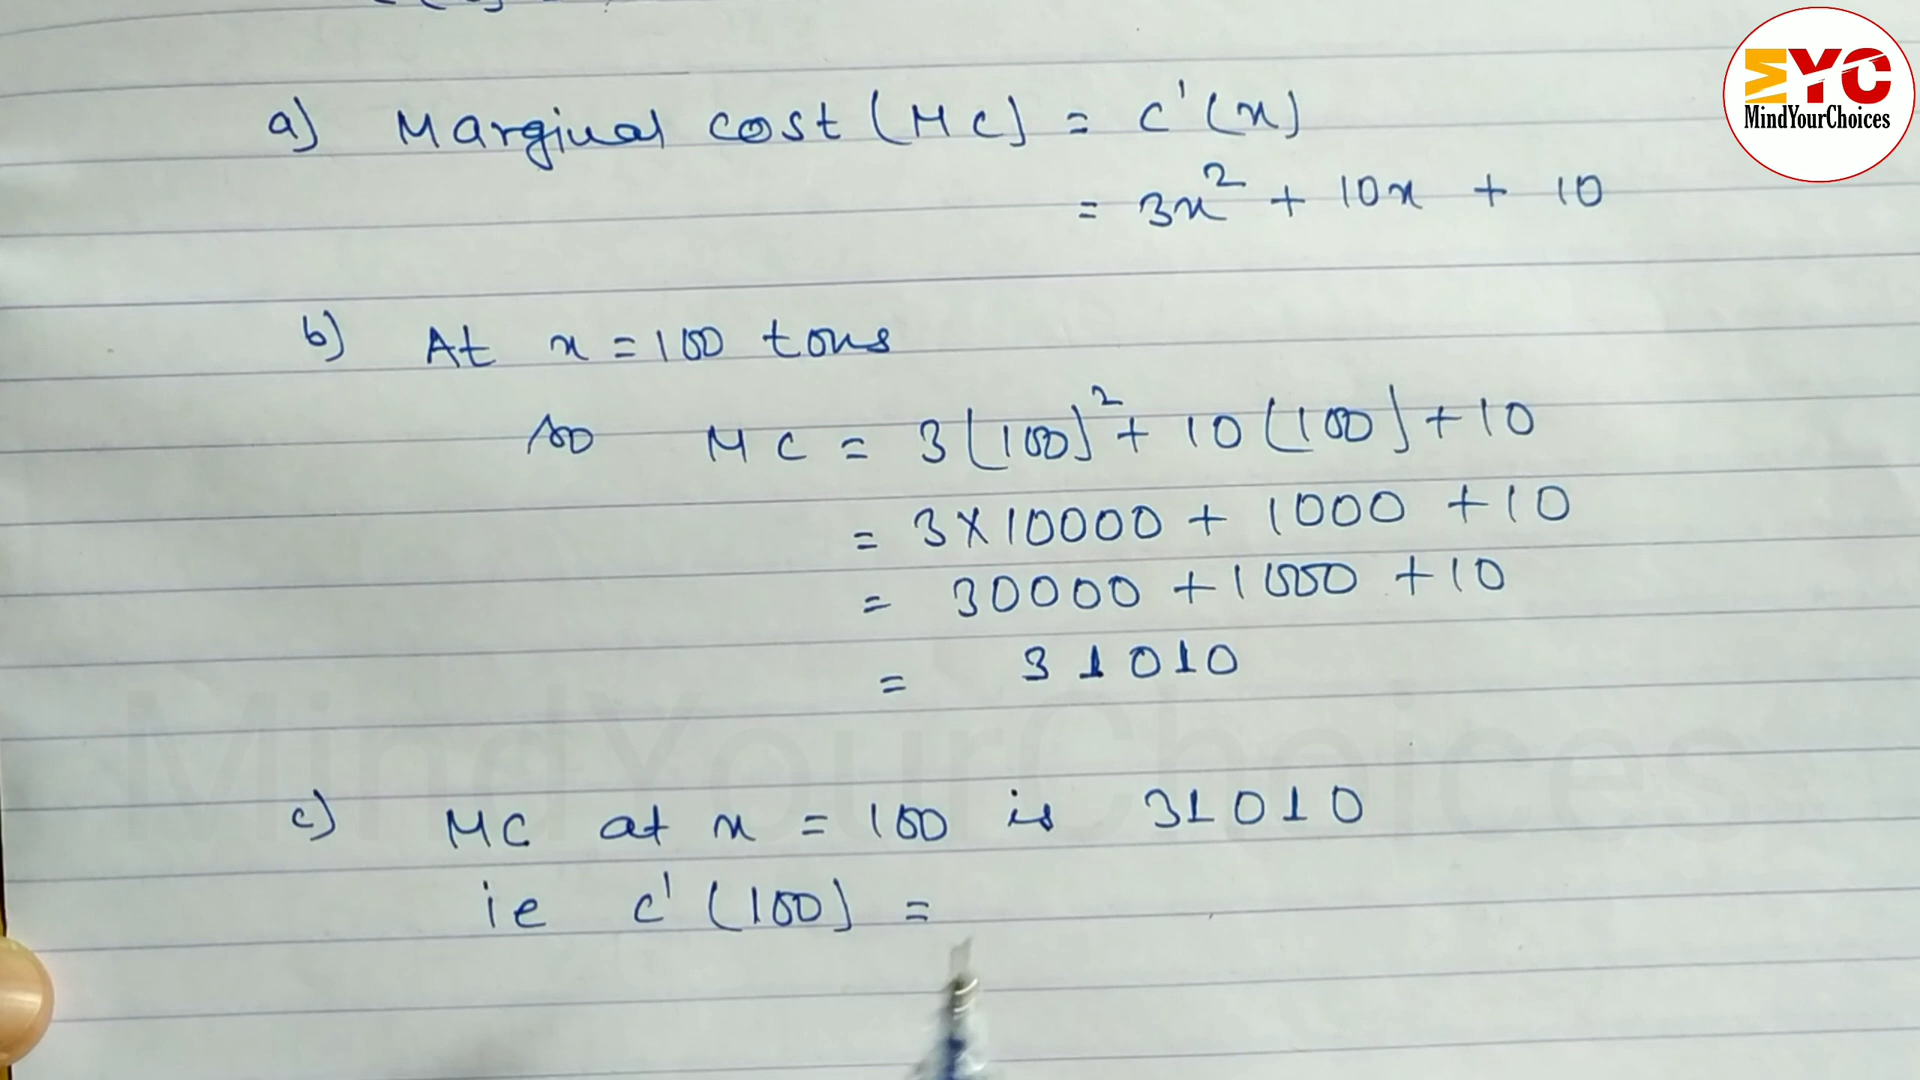 MYC
MindYourChoices
a) Marginal cost (MC) = c'(x)
= 3x² + 10x + 10
b) At x = 100 tons
so MC = 3(100)² + 10(100) + 10
= 3×10000 + 1000 + 10
= 30000 + 1000 + 10
= 31010
MindYourChoices
c) MC at x = 100 is 31010
ie c'(100) =